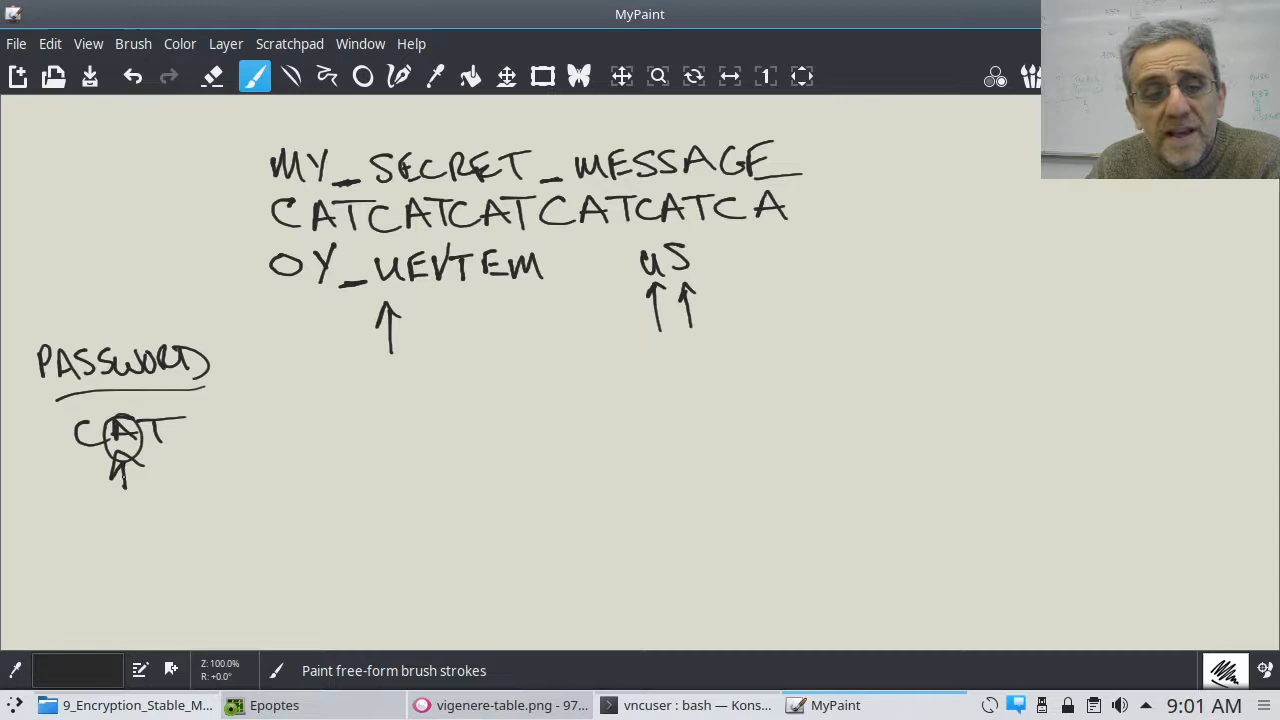 MyPaint
File Edit View Brush Color Layer Scratchpad Window Help
MY_SECRET_MESSAGE_
CATCATCATCATCATCA
OY_UEVTEM US
PASSWORD
CAT
Z: 100.0%
R: +0.0°
Paint free-form brush strokes
9_Encryption_Stable_M... Epoptes vigenere-table.png - 97... vncuser : bash — Kons... MyPaint 9:01 AM